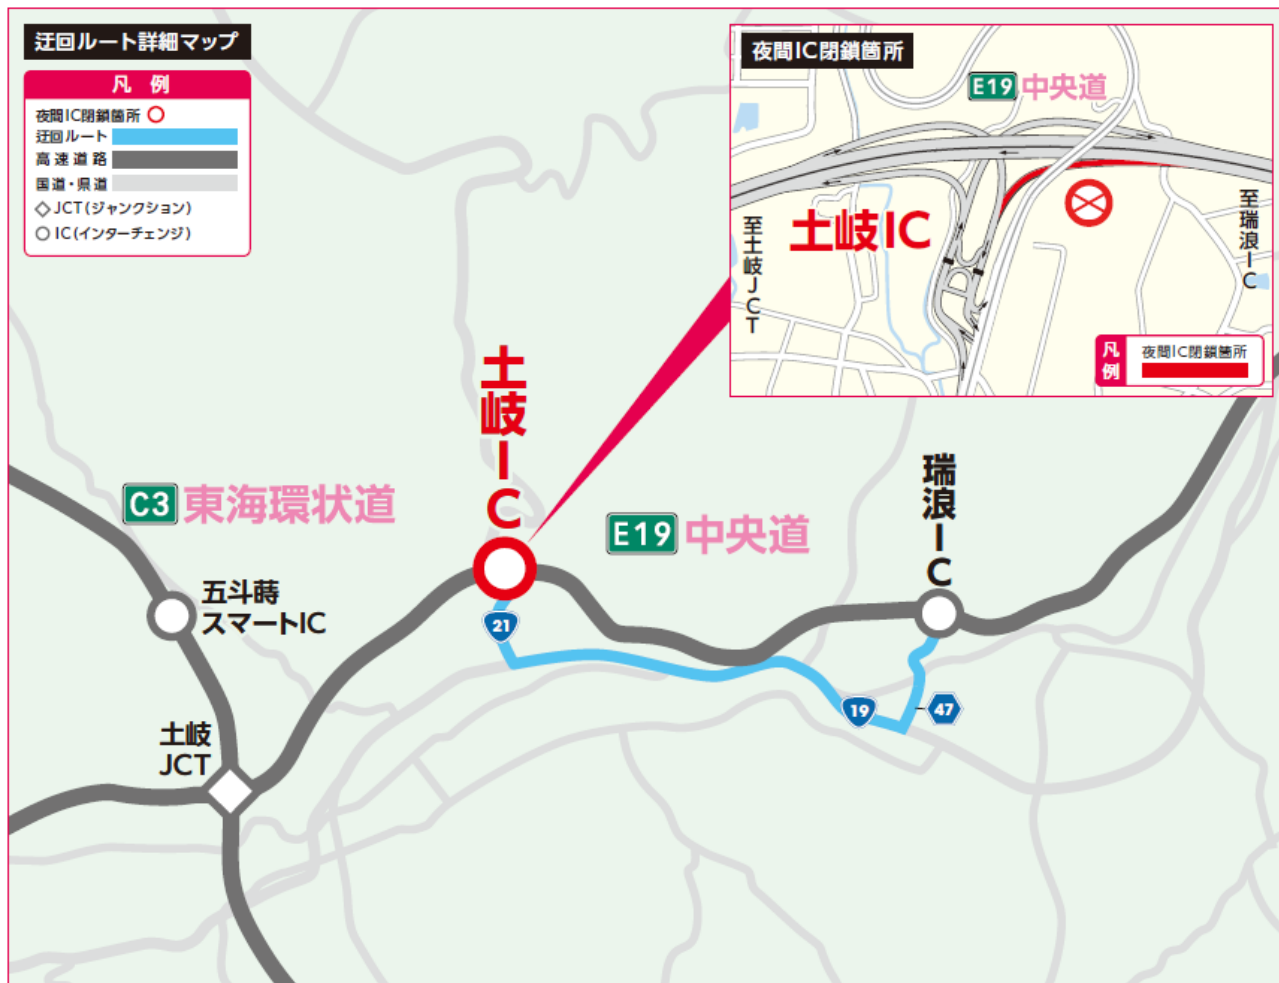 迂回ルート詳細マップ
凡 例
夜間IC閉鎖箇所
迂回ルート
高速道路
国道・県道
JCT(ジャンクション)
IC(インターチェンジ)
夜間IC閉鎖箇所
E19 中央道
土岐IC
至土岐JCT
至瑞浪IC
凡例
夜間IC閉鎖箇所
土岐IC
C3 東海環状道
E19 中央道
瑞浪IC
五斗蒔
スマートIC
21
19
47
土岐
JCT